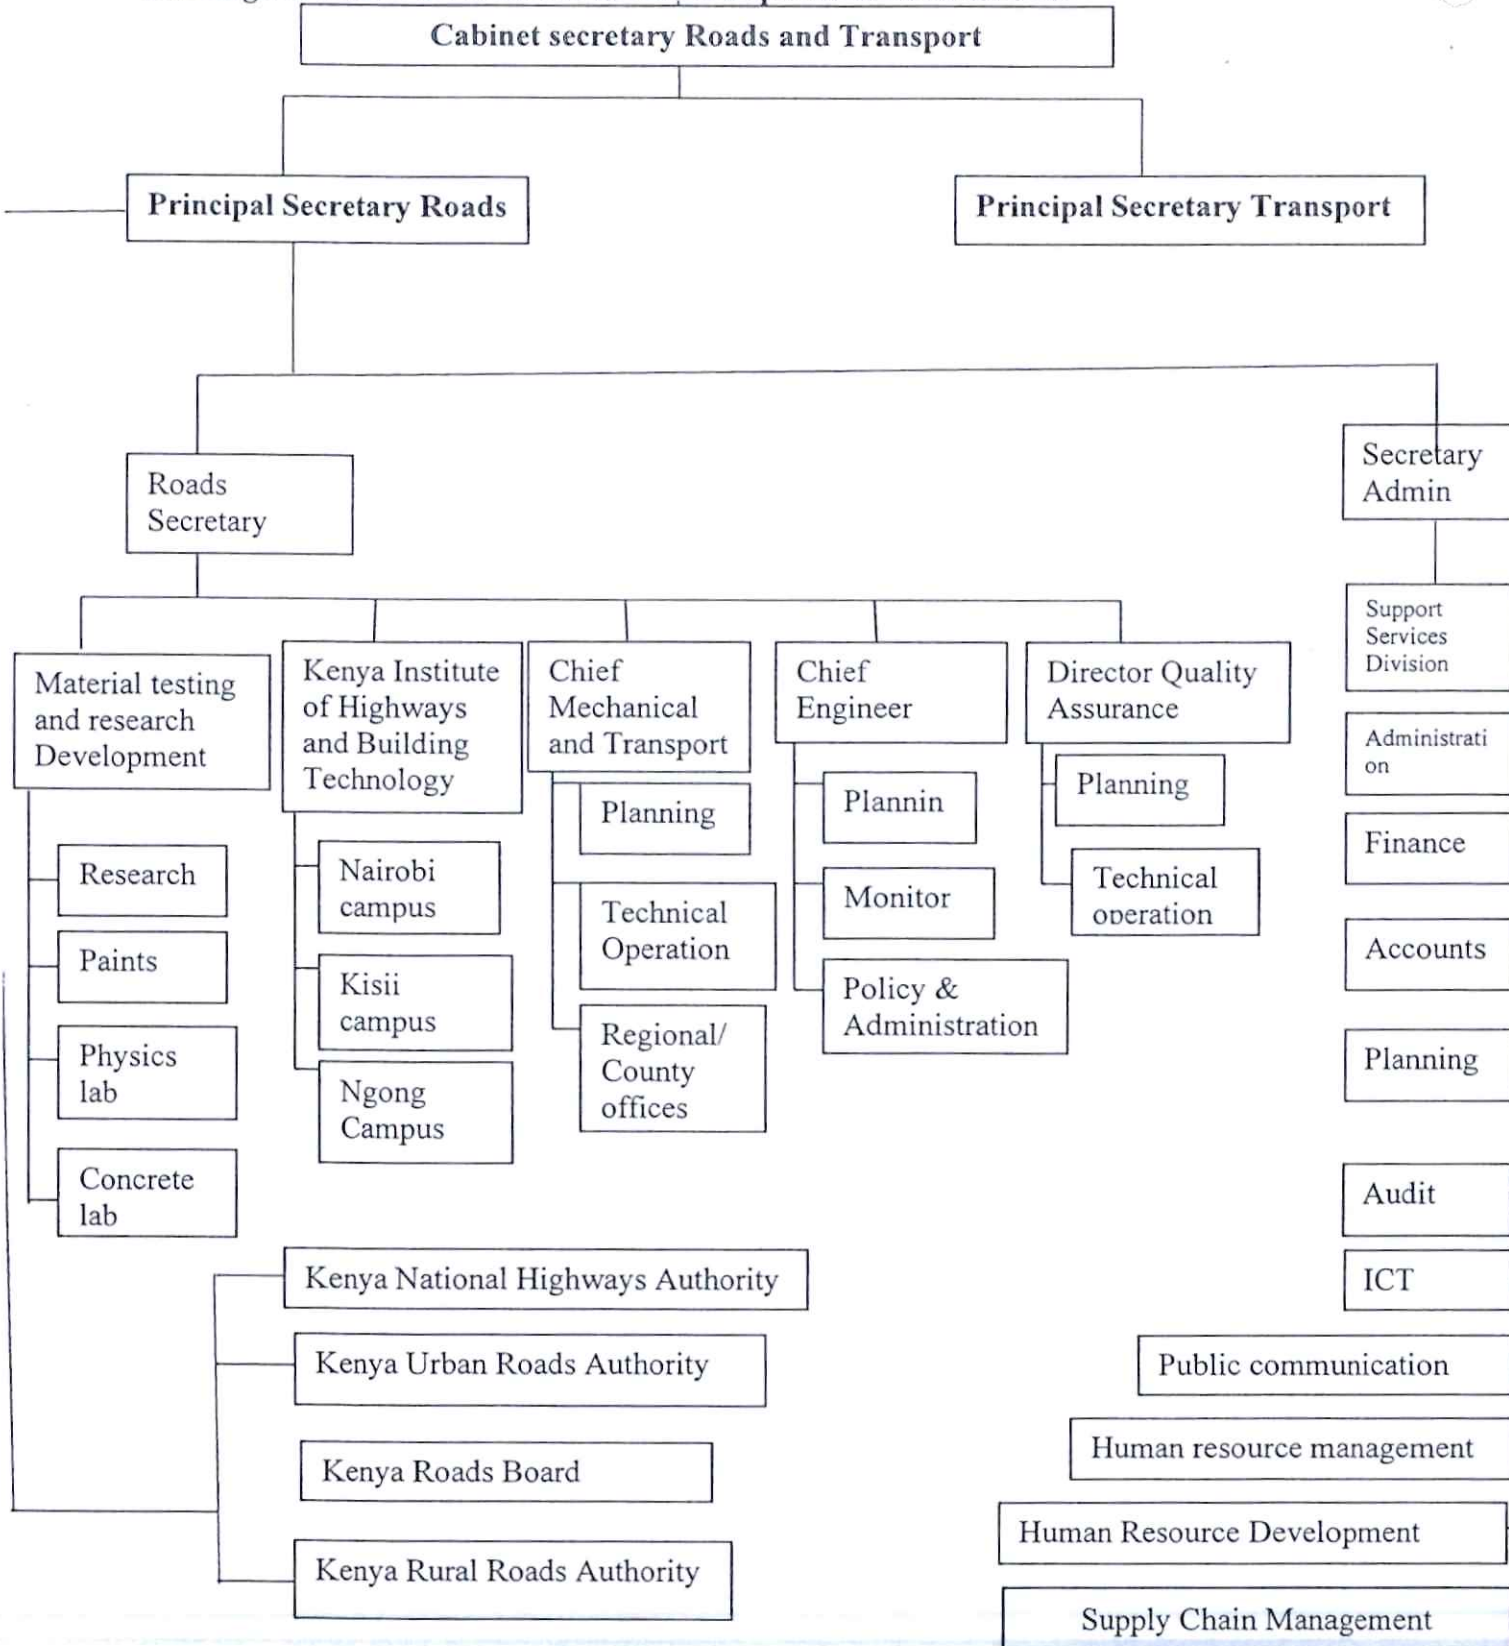 Cabinet secretary Roads and Transport
Principal Secretary Roads
Principal Secretary Transport
Roads
Secretary
Secretary
Admin
Material testing
and research
Development
Kenya Institute
of Highways
and Building
Technology
Chief
Mechanical
and Transport
Chief
Engineer
Director Quality
Assurance
Support
Services
Division
Research
Paints
Physics
lab
Concrete
lab
Nairobi
campus
Kisii
campus
Ngong
Campus
Planning
Technical
Operation
Regional/
County
offices
Plannin
Monitor
Policy &
Administration
Planning
Technical
operation
Administrati
on
Finance
Accounts
Planning
Audit
ICT
Public communication
Human resource management
Human Resource Development
Supply Chain Management
Kenya National Highways Authority
Kenya Urban Roads Authority
Kenya Roads Board
Kenya Rural Roads Authority